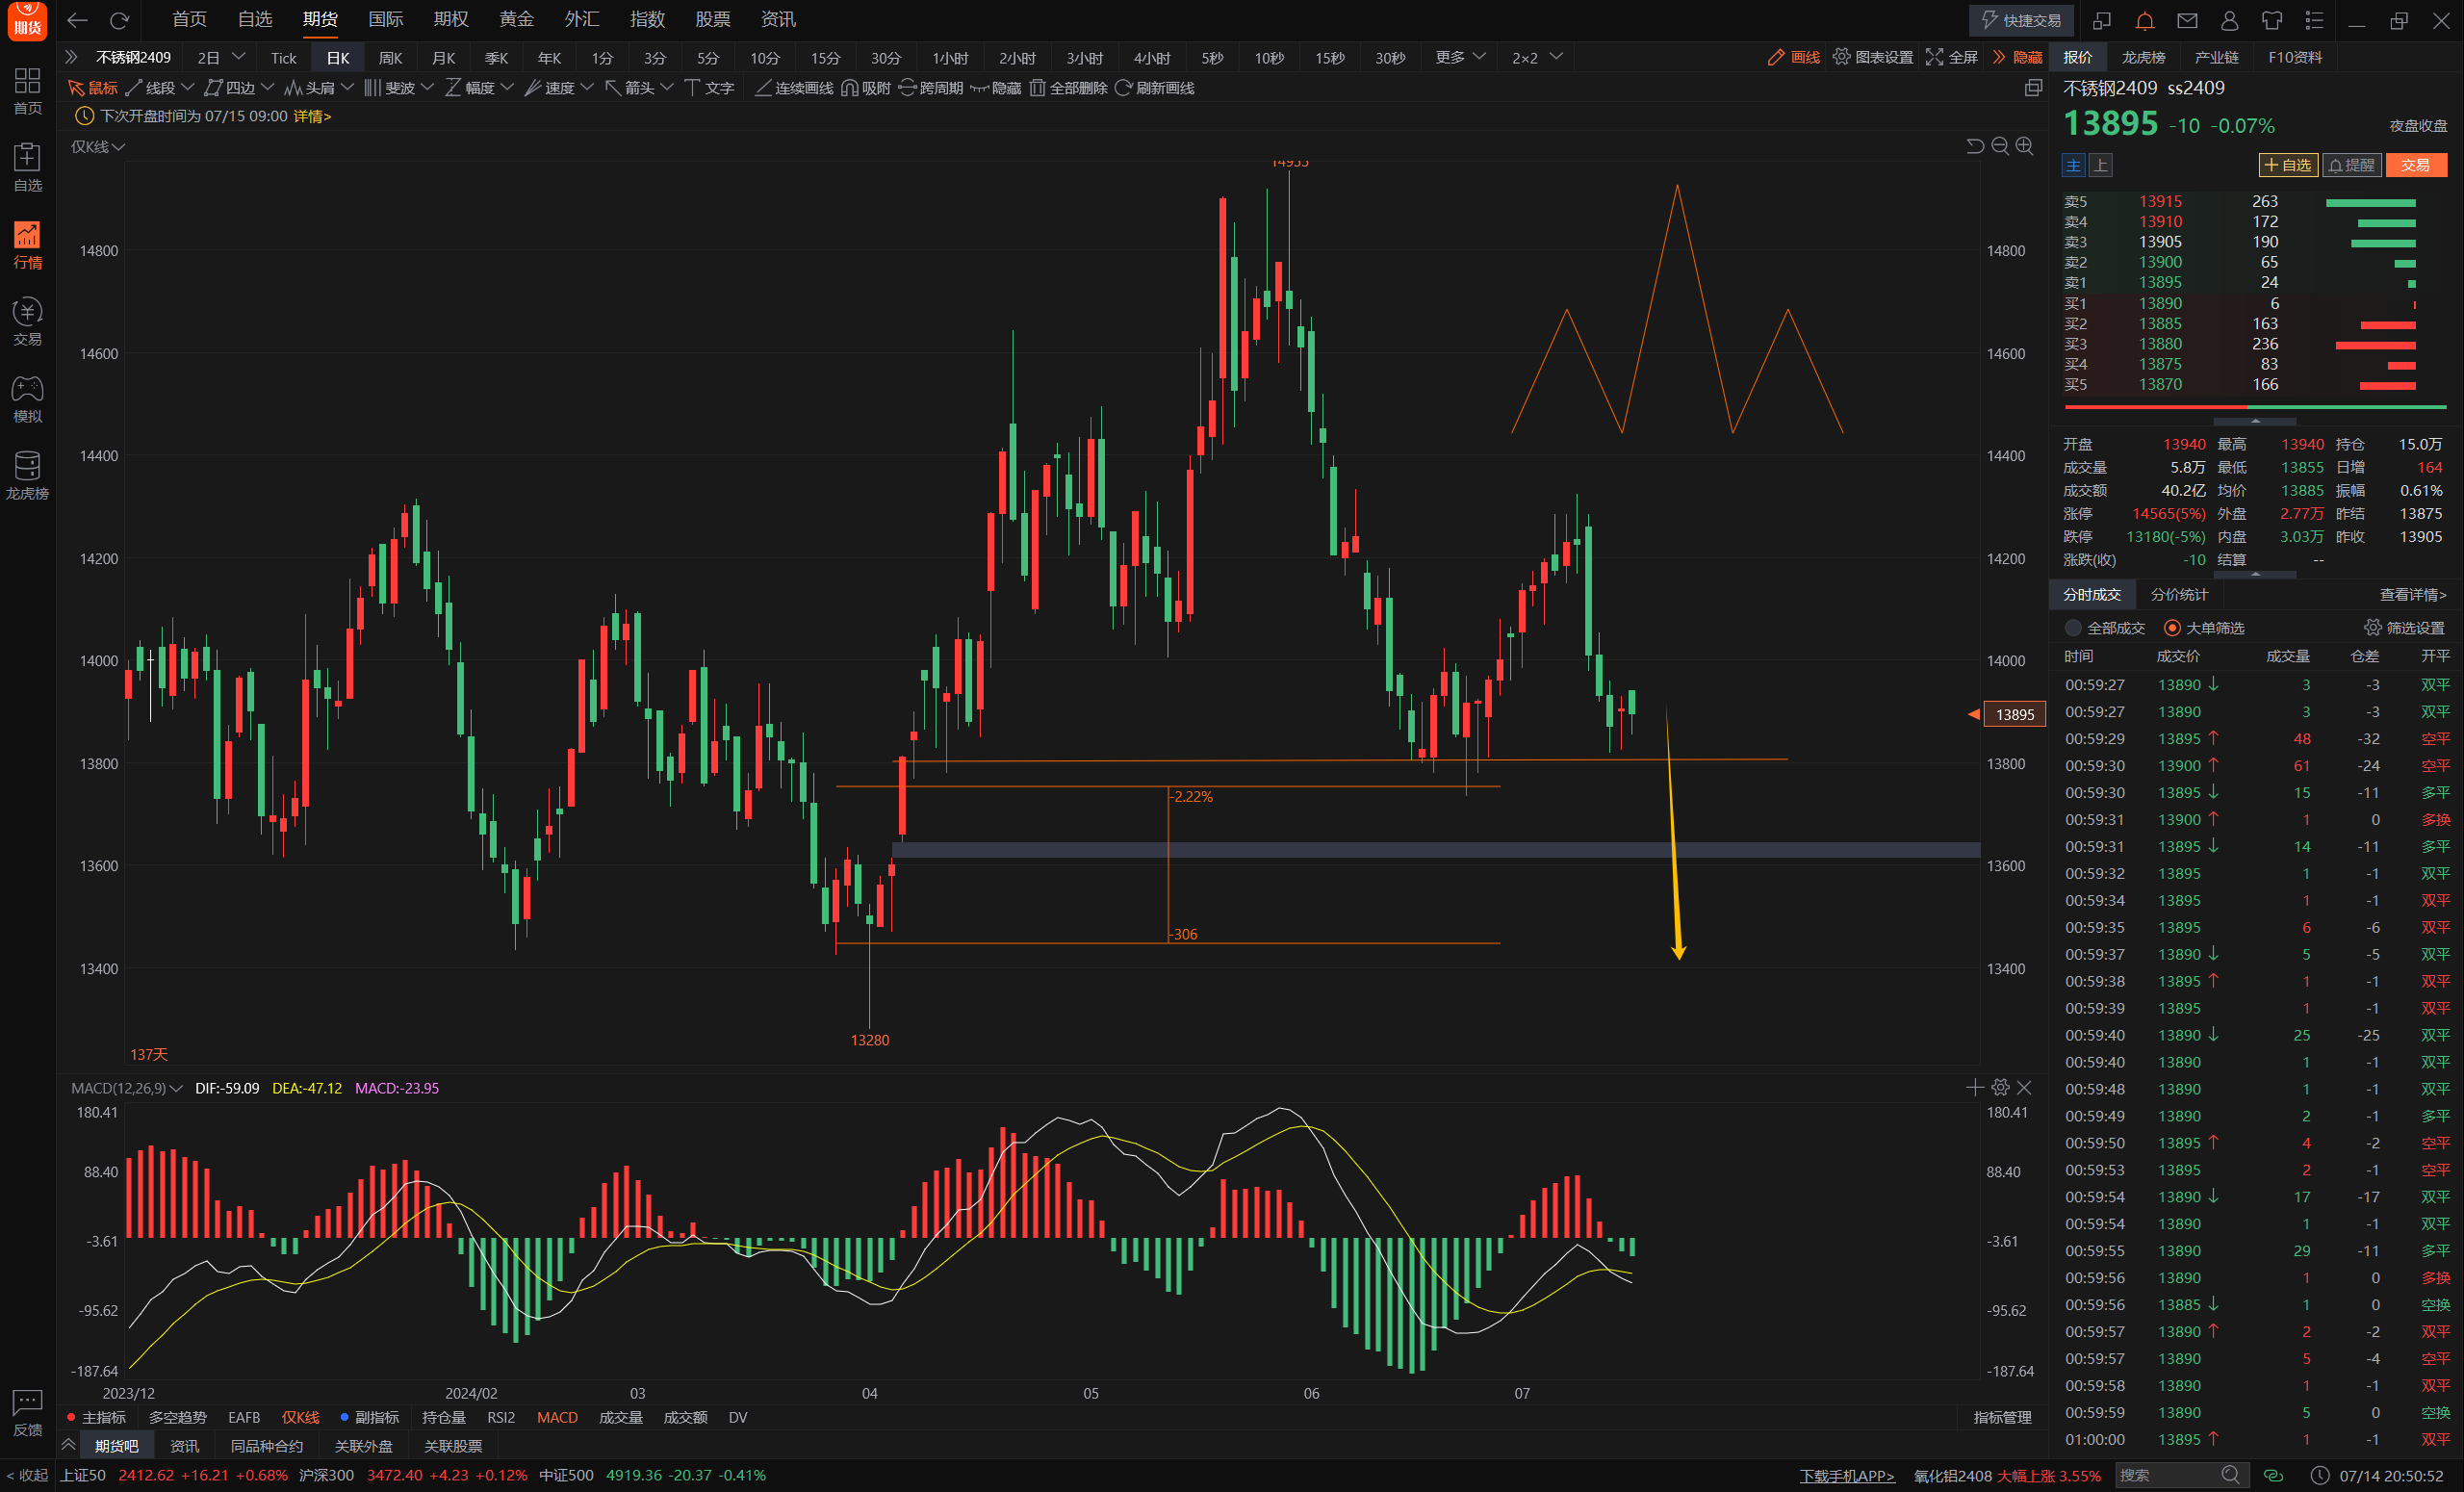 期货 首页 自选 期货 国际 期权 黄金 外汇 指数 股票 资讯 快捷交易
不锈钢2409 2日 Tick 日K 周K 月K 季K 年K 1分 3分 5分 10分 15分 30分 1小时 2小时 3小时 4小时 5秒 10秒 15秒 30秒 更多 2×2 画线 图表设置 全屏 隐藏
鼠标 线段 四边 头肩 斐波 幅度 速度 箭头 文字 连续画线 吸附 跨周期 隐藏 全部删除 刷新画线
下次开盘时间为 07/15 09:00 详情>
仅K线
首页
自选
行情
交易
模拟
龙虎榜
反馈
14955
14800 14800
14600 14600
14400 14400
14200 14200
14000 14000
13895
13800 13800
-2.22%
13600 13600
-306
13400 13400
13280
137天
MACD(12,26,9) DIF:-59.09 DEA:-47.12 MACD:-23.95
180.41 180.41
88.40 88.40
-3.61 -3.61
-95.62 -95.62
-187.64 -187.64
2023/12 2024/02 03 04 05 06 07
主指标 多空趋势 EAFB 仅K线 副指标 持仓量 RSI2 MACD 成交量 成交额 DV 指标管理
期货吧 资讯 同品种合约 关联外盘 关联股票
报价 龙虎榜 产业链 F10资料
不锈钢2409 ss2409
13895 -10 -0.07% 夜盘收盘
主 上 +自选 提醒 交易
卖5 13915 263
卖4 13910 172
卖3 13905 190
卖2 13900 65
卖1 13895 24
买1 13890 6
买2 13885 163
买3 13880 236
买4 13875 83
买5 13870 166
开盘 13940 最高 13940 持仓 15.0万
成交量 5.8万 最低 13855 日增 164
成交额 40.2亿 均价 13885 振幅 0.61%
涨停 14565(5%) 外盘 2.77万 昨结 13875
跌停 13180(-5%) 内盘 3.03万 昨收 13905
涨跌(收) -10 结算 --
分时成交 分价统计 查看详情>
全部成交 大单筛选 筛选设置
时间 成交价 成交量 仓差 开平
00:59:27 13890 ↓ 3 -3 双平
00:59:27 13890 3 -3 双平
00:59:29 13895 ↑ 48 -32 空平
00:59:30 13900 ↑ 61 -24 空平
00:59:30 13895 ↓ 15 -11 多平
00:59:31 13900 ↑ 1 0 多换
00:59:31 13895 ↓ 14 -11 多平
00:59:32 13895 1 -1 双平
00:59:34 13895 1 -1 双平
00:59:35 13895 6 -6 双平
00:59:37 13890 ↓ 5 -5 双平
00:59:38 13895 ↑ 1 -1 双平
00:59:39 13895 1 -1 双平
00:59:40 13890 ↓ 25 -25 双平
00:59:40 13890 1 -1 双平
00:59:48 13890 1 -1 双平
00:59:49 13890 2 -1 多平
00:59:50 13895 ↑ 4 -2 空平
00:59:53 13895 2 -1 空平
00:59:54 13890 ↓ 17 -17 双平
00:59:54 13890 1 -1 双平
00:59:55 13890 29 -11 多平
00:59:56 13890 1 0 多换
00:59:56 13885 ↓ 1 0 空换
00:59:57 13890 ↑ 2 -2 双平
00:59:57 13890 5 -4 空平
00:59:58 13890 1 -1 双平
00:59:59 13890 5 0 空换
01:00:00 13895 ↑ 1 -1 双平
< 收起 上证50 2412.62 +16.21 +0.68% 沪深300 3472.40 +4.23 +0.12% 中证500 4919.36 -20.37 -0.41% 下载手机APP> 氧化铝2408 大幅上涨 3.55% 搜索 07/14 20:50:52